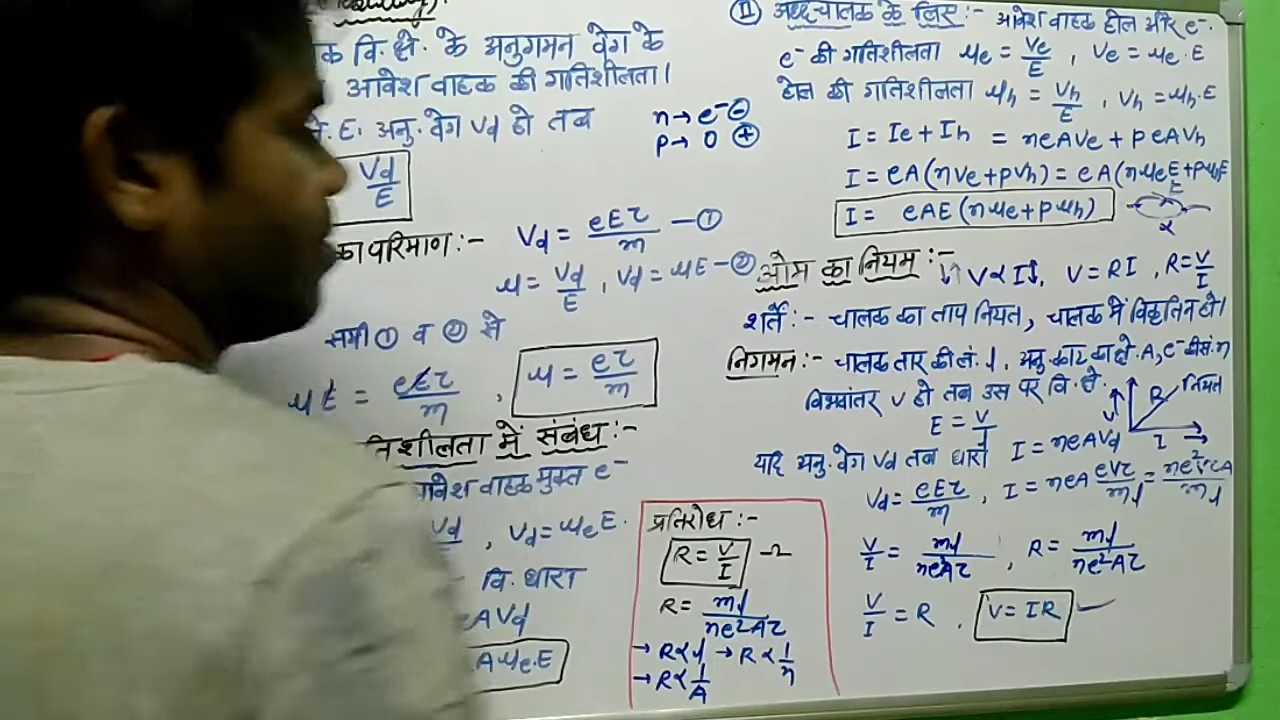 वि. क्षे. के अनुगमन वेग के
आवेश वाहक की गतिशीलता।
E. अनु. वेग Vd हो तब
n→ e⁻ ⊖
p→ O ⊕
Vd/E
का परिमाण :- Vd = eEτ/m —①
μ = Vd/E , Vd = μE —②
समी ① व ② से
μE = eEτ/m , μ = eτ/m
में संबंध :-
आवेश वाहक मुक्त e⁻
Vd/E , Vd = μe E.
वि. धारा
eAVd
A μe.E
प्रतिरोध :-
R = V/I Ω
R = ml/ne²Aτ
→ R∝l → R∝1/n
→ R∝1/A
Ⅱ अर्द्धचालक के लिए :- आवेश वाहक होल और e⁻.
e⁻ की गतिशीलता μe = Ve/E , Ve = μe.E
होल की गतिशीलता μh = Vh/E , Vh = μh.E
I = Ie + Ih = neAVe + peAVh
I = eA(nVe+pVh) = eA(nμeE+pμhE
I = eAE(nμe+pμh)
ओम का नियम :- V∝I , V = RI , R = V/I
शर्ते :- चालक का ताप नियत, चालक में विकृति न हो।
निगमन :- चालक तार की लं. l, अनु काट का क्षे. A, e⁻ की सं. n
विभवांतर V हो तब उस पर वि. क्षे.
E = V/l
R नियत
V I
यदि अनु. वेग Vd तब धारा I = neAVd
Vd = eEτ/m , I = neA eVτ/ml = ne²VτA/ml
V/I = ml/ne²Aτ , R = ml/ne²Aτ
V/I = R , V = IR